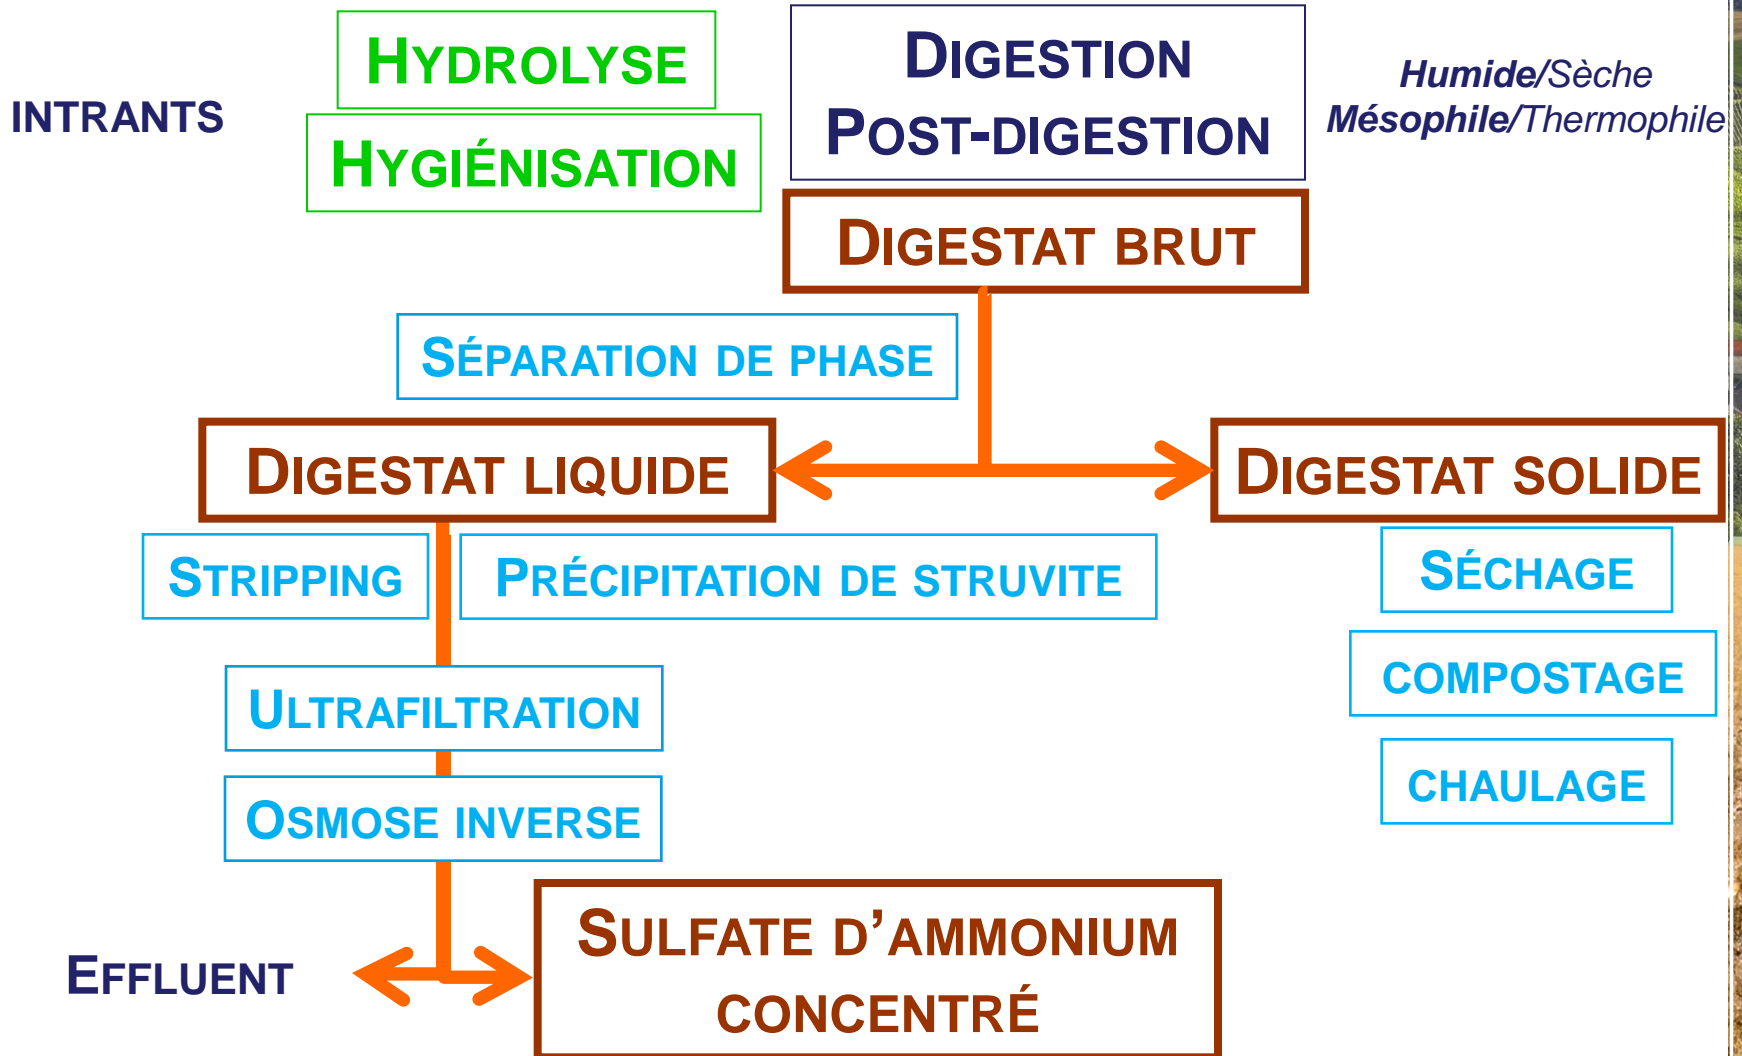 INTRANTS
HYDROLYSE
HYGIÉNISATION
DIGESTION
POST-DIGESTION
Humide/Sèche
Mésophile/Thermophile
DIGESTAT BRUT
SÉPARATION DE PHASE
DIGESTAT LIQUIDE
DIGESTAT SOLIDE
STRIPPING
PRÉCIPITATION DE STRUVITE
SÉCHAGE
ULTRAFILTRATION
COMPOSTAGE
OSMOSE INVERSE
CHAULAGE
EFFLUENT
SULFATE D’AMMONIUM
CONCENTRÉ